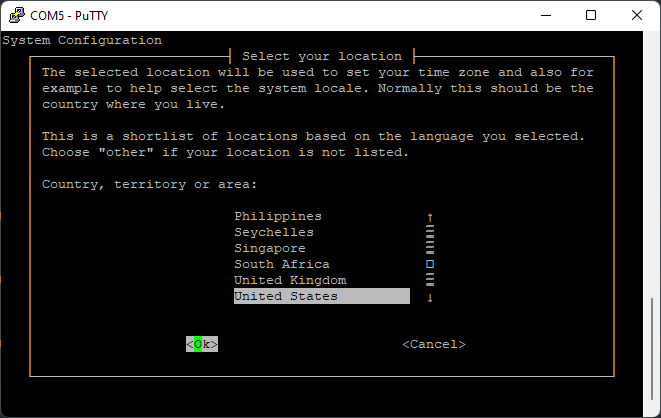 COM5 - PuTTY
System Configuration
Select your location
The selected location will be used to set your time zone and also for
example to help select the system locale. Normally this should be the
country where you live.
This is a shortlist of locations based on the language you selected.
Choose "other" if your location is not listed.
Country, territory or area:
Philippines
Seychelles
Singapore
South Africa
United Kingdom
United States
<Ok> <Cancel>